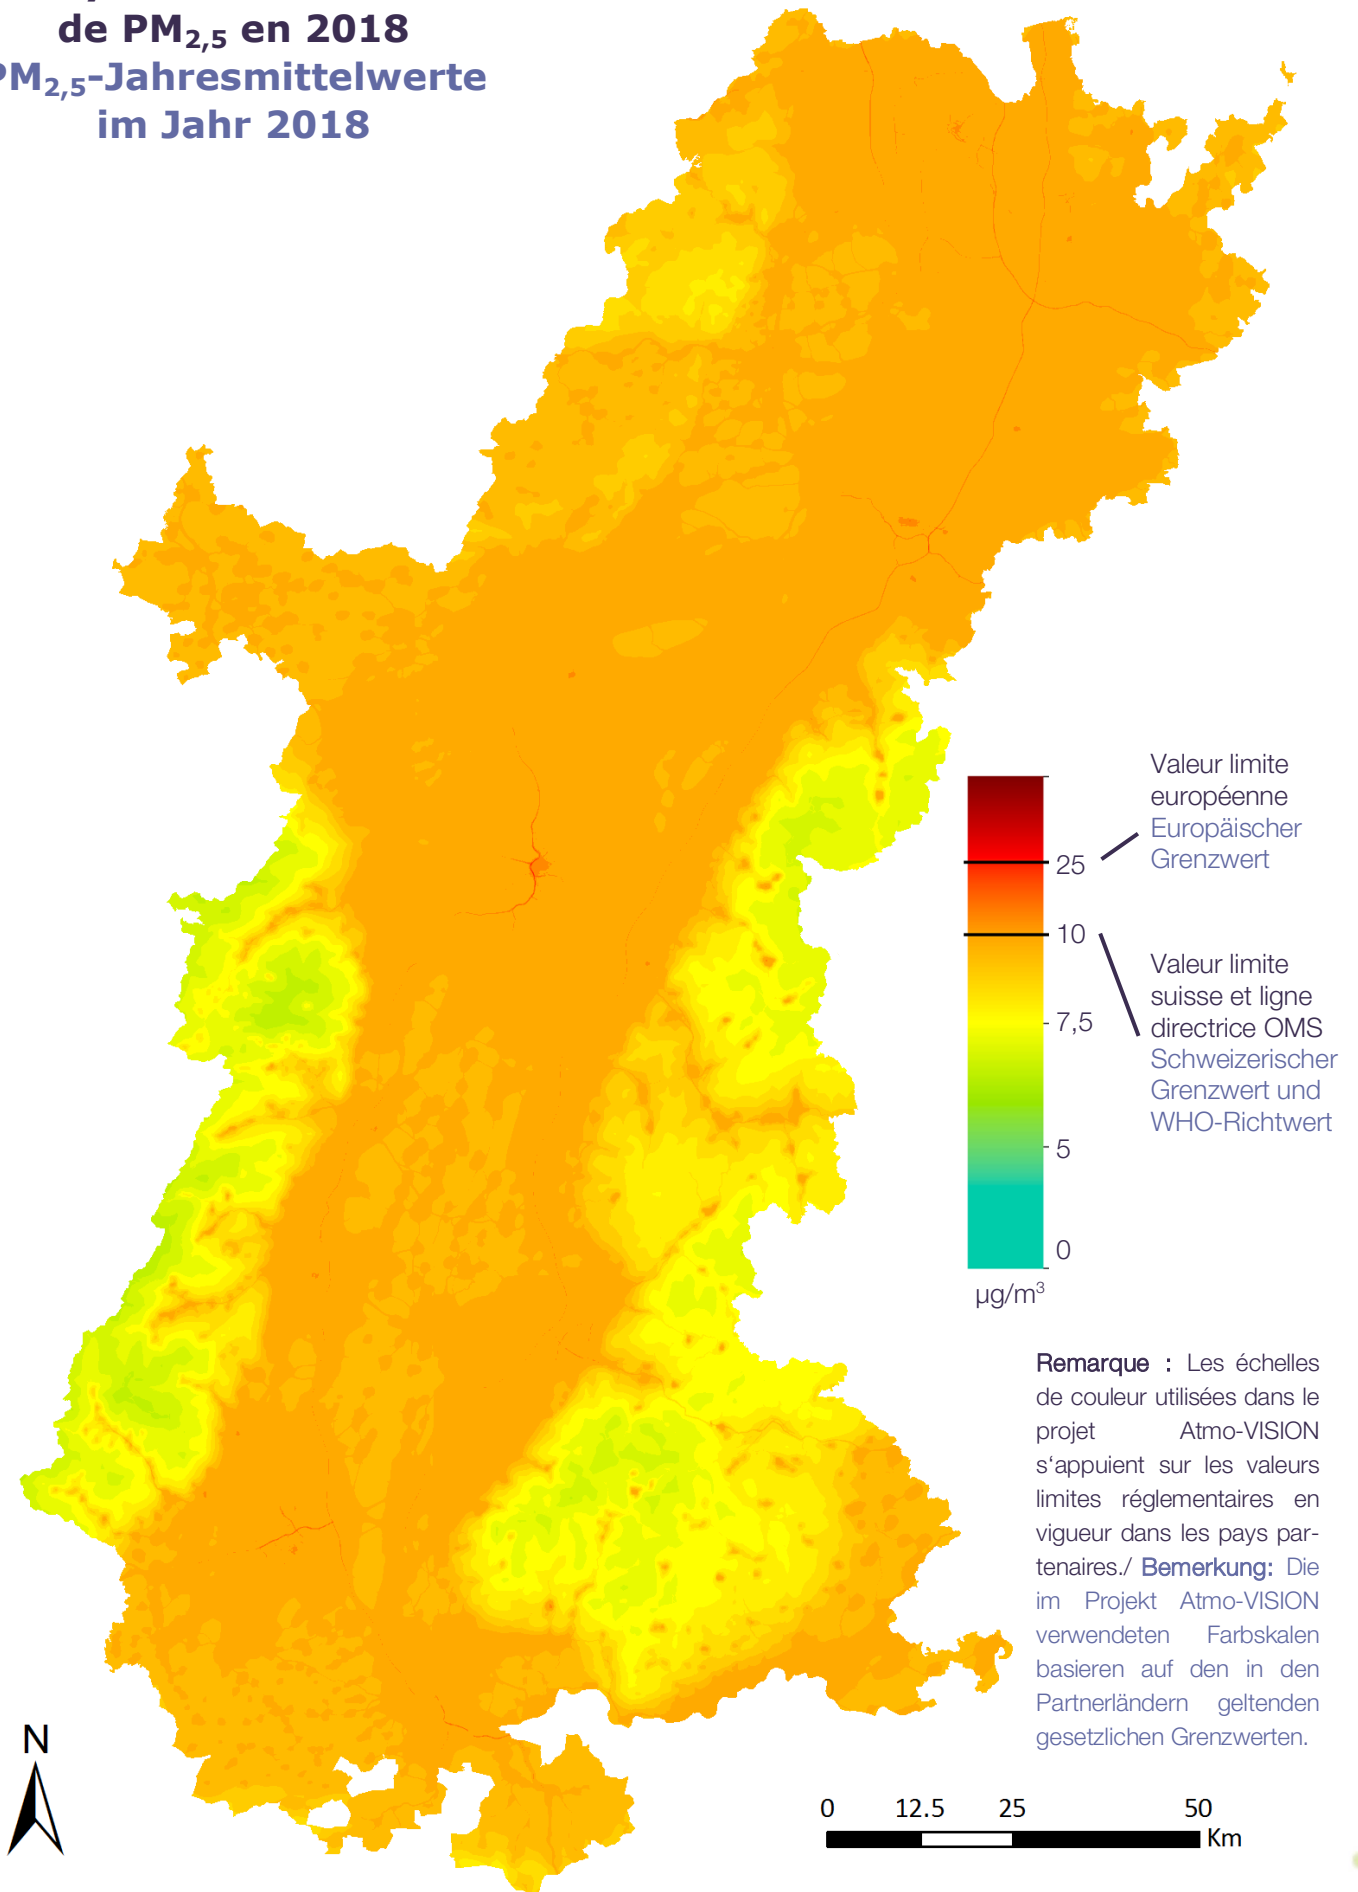 de PM2,5 en 2018
PM2,5-Jahresmittelwerte
im Jahr 2018
Valeur limite
européenne
Europäischer
Grenzwert
25
10
Valeur limite
suisse et ligne
directrice OMS
Schweizerischer
Grenzwert und
WHO-Richtwert
7,5
5
0
µg/m³
Remarque : Les échelles
de couleur utilisées dans le
projet Atmo-VISION
s‘appuient sur les valeurs
limites réglementaires en
vigueur dans les pays par-
tenaires./ Bemerkung: Die
im Projekt Atmo-VISION
verwendeten Farbskalen
basieren auf den in den
Partnerländern geltenden
gesetzlichen Grenzwerten.
N
0 12.5 25 50
Km